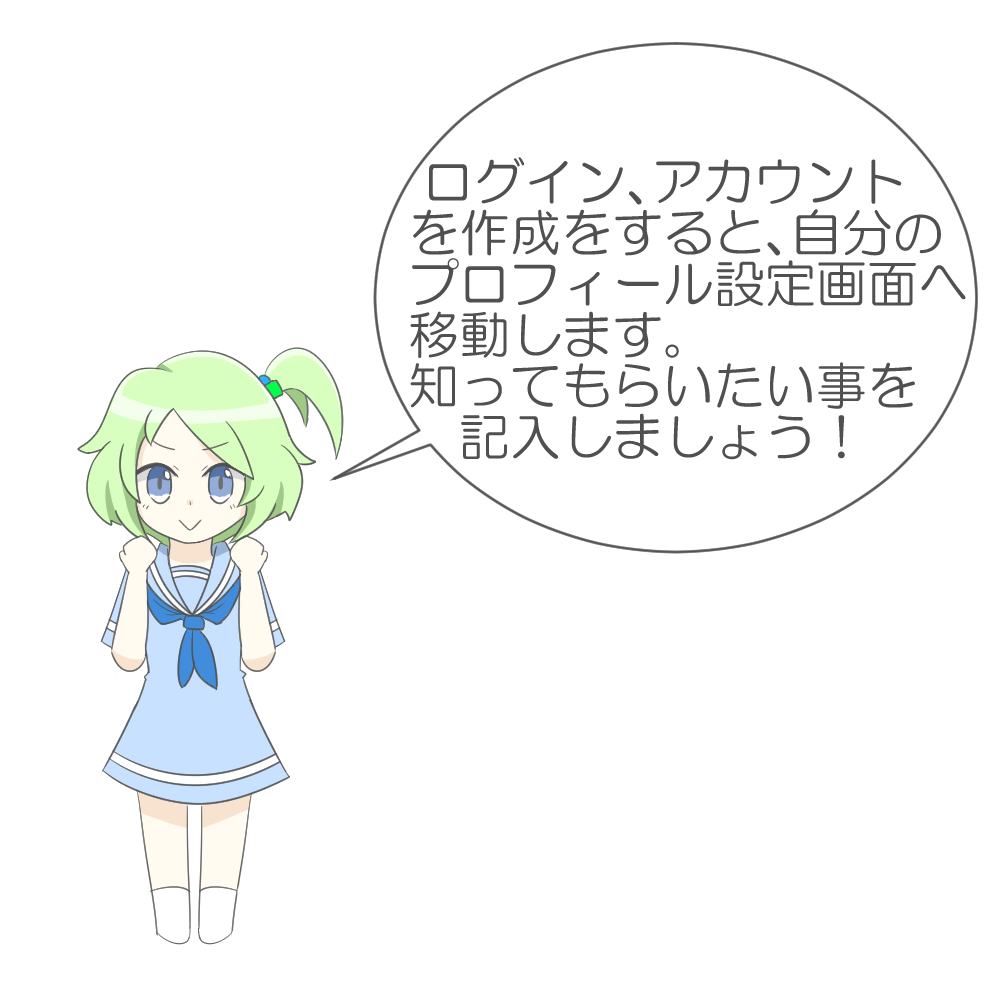 ログイン、アカウント
を作成をすると、自分の
プロフィール設定画面へ
移動します。
知ってもらいたい事を
記入しましょう！